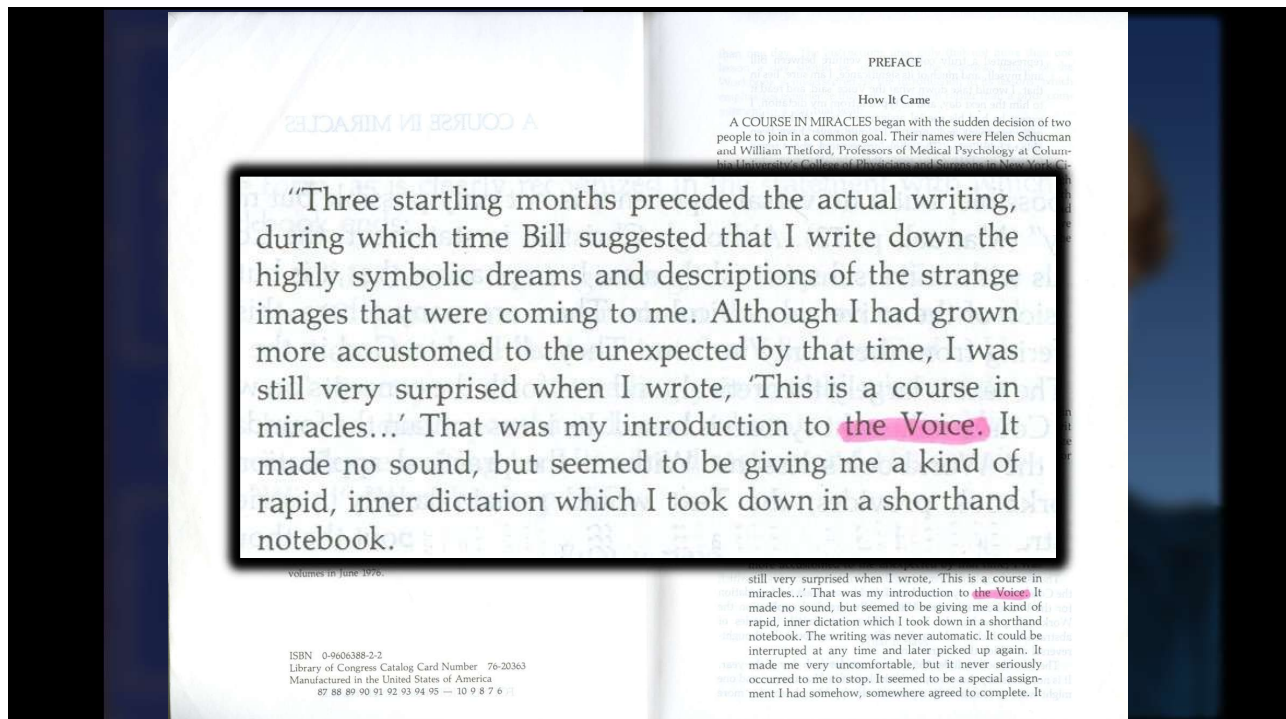 PREFACE
How It Came
A COURSE IN MIRACLES began with the sudden decision of two
people to join in a common goal. Their names were Helen Schucman
and William Thetford, Professors of Medical Psychology at Colum-
bia University's College of Physicians and Surgeons in New York Ci-
"Three startling months preceded the actual writing,
during which time Bill suggested that I write down the
highly symbolic dreams and descriptions of the strange
images that were coming to me. Although I had grown
more accustomed to the unexpected by that time, I was
still very surprised when I wrote, 'This is a course in
miracles...' That was my introduction to the Voice. It
made no sound, but seemed to be giving me a kind of
rapid, inner dictation which I took down in a shorthand
notebook.
volumes in June 1976.
ISBN 0-9606388-2-2
Library of Congress Catalog Card Number 76-20363
Manufactured in the United States of America
87 88 89 90 91 92 93 94 95 — 10 9 8 7 6
still very surprised when I wrote, 'This is a course in
miracles...' That was my introduction to the Voice. It
made no sound, but seemed to be giving me a kind of
rapid, inner dictation which I took down in a shorthand
notebook. The writing was never automatic. It could be
interrupted at any time and later picked up again. It
made me very uncomfortable, but it never seriously
occurred to me to stop. It seemed to be a special assign-
ment I had somehow, somewhere agreed to complete. It